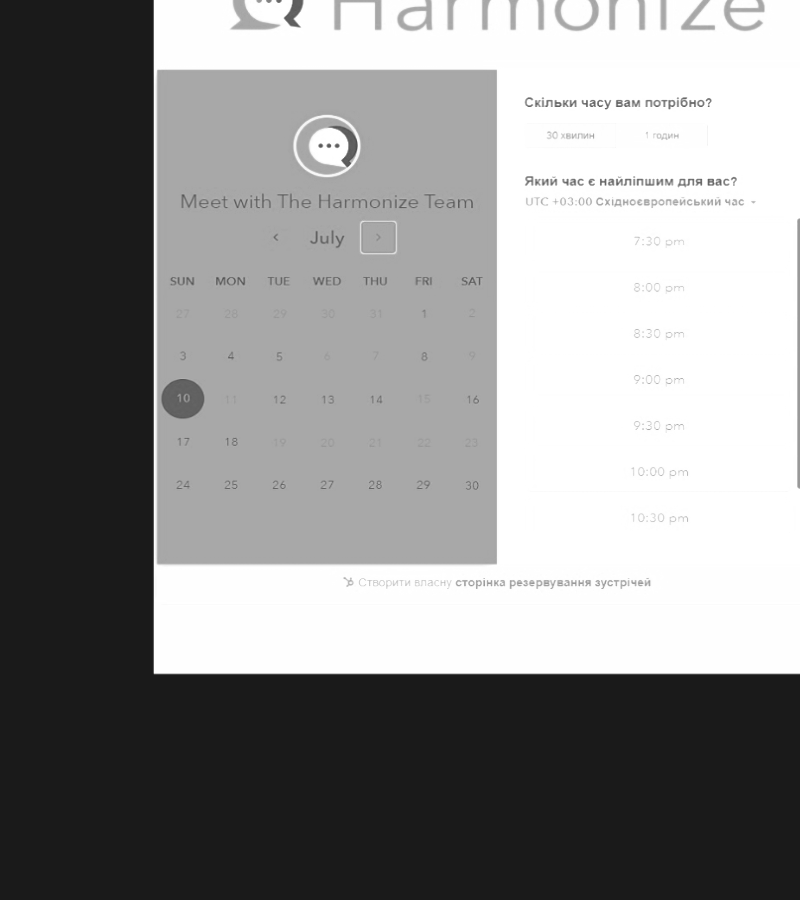 Harmonize
Meet with The Harmonize Team
July
SUN MON TUE WED THU FRI SAT
27 28 29 30 31 1 2
3 4 5 6 7 8 9
10 11 12 13 14 15 16
17 18 19 20 21 22 23
24 25 26 27 28 29 30
Скільки часу вам потрібно?
30 хвилин 1 годин
Який час є найліпшим для вас?
UTC +03:00 Східноєвропейський час
7:30 pm
8:00 pm
8:30 pm
9:00 pm
9:30 pm
10:00 pm
10:30 pm
Створити власну сторінка резервування зустрічей